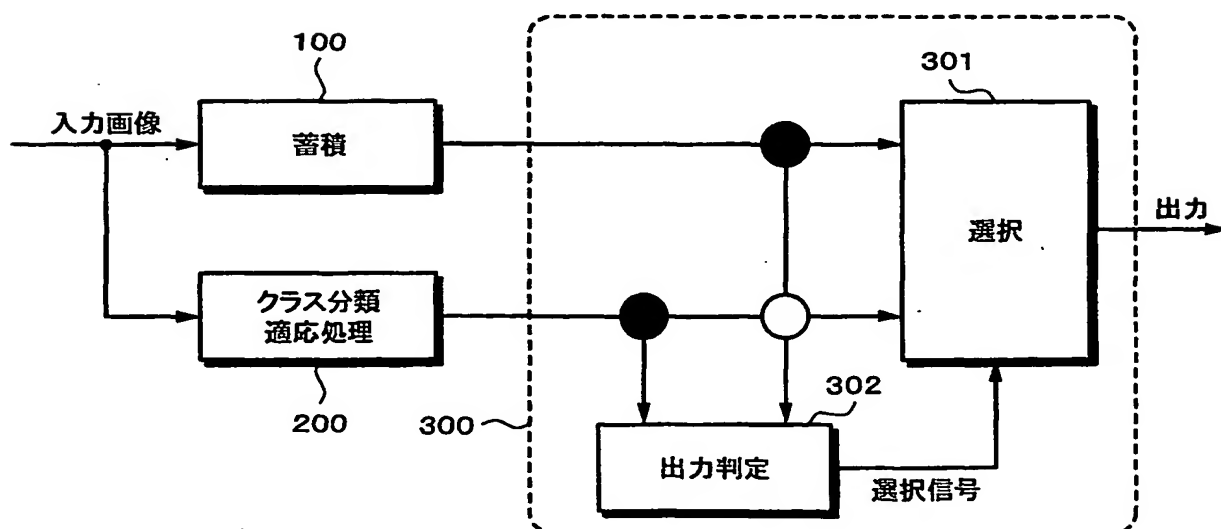 100
301
入力画像
蓄積
選択
出力
クラス分類
適応処理
200
300
302
出力判定
選択信号